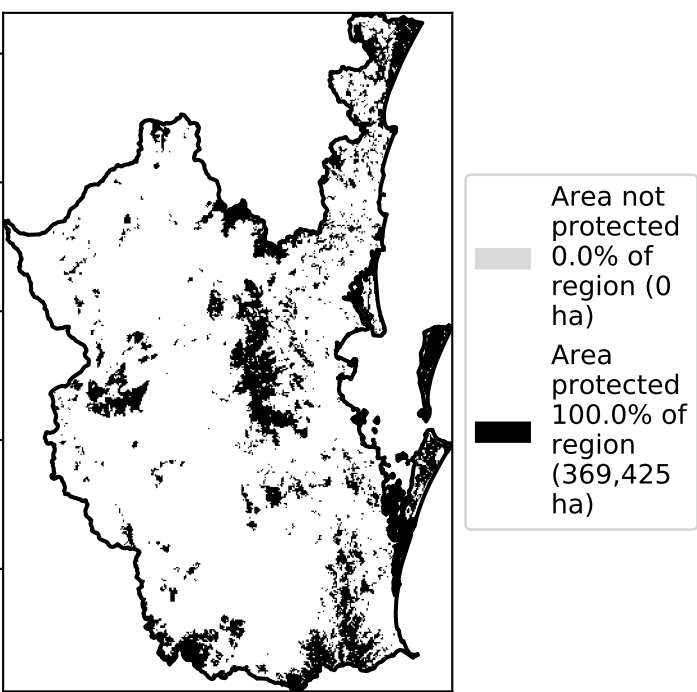 Area not
protected
0.0% of
region (0
ha)
Area
protected
100.0% of
region
(369,425
ha)